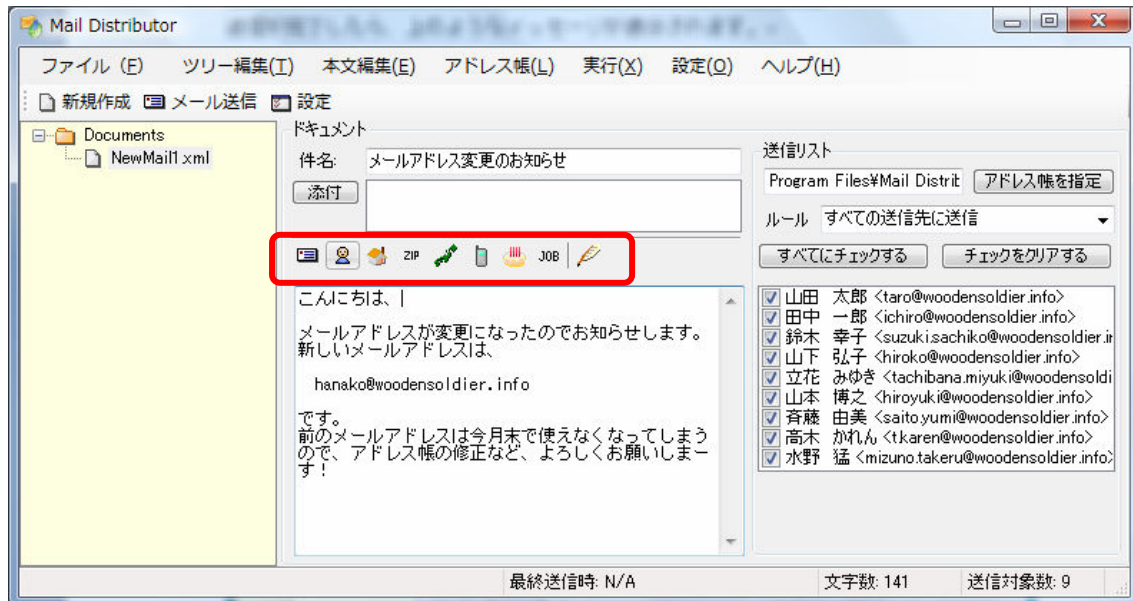 Mail Distributor
ファイル (F) ツリー編集(T) 本文編集(E) アドレス帳(L) 実行(X) 設定(O) ヘルプ(H)
新規作成 メール送信 設定
Documents
NewMail1.xml
ドキュメント
件名: メールアドレス変更のお知らせ
添付
ZIP JOB
こんにちは、
メールアドレスが変更になったのでお知らせします。
新しいメールアドレスは、
hanako@woodensoldier.info
です。
前のメールアドレスは今月末で使えなくなってしまう
ので、アドレス帳の修正など、よろしくお願いしまー
す!
送信リスト
Program Files¥Mail Distrib アドレス帳を指定
ルール すべての送信先に送信
すべてにチェックする チェックをクリアする
山田 太郎 <taro@woodensoldier.info>
田中 一郎 <ichiro@woodensoldier.info>
鈴木 幸子 <suzuki.sachiko@woodensoldier.ir
山下 弘子 <hiroko@woodensoldier.info>
立花 みゆき <tachibana.miyuki@woodensoldi
山本 博之 <hiroyuki@woodensoldier.info>
斉藤 由美 <saito.yumi@woodensoldier.info>
高木 かれん <t.karen@woodensoldier.info>
水野 猛 <mizuno.takeru@woodensoldier.info>
最終送信時: N/A 文字数: 141 送信対象数: 9